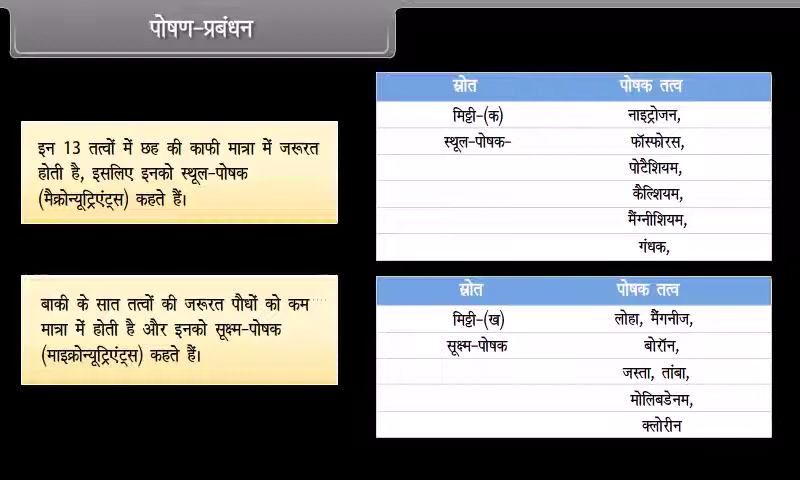 पोषण-प्रबंधन
इन 13 तत्वों में छह की काफी मात्रा में जरूरत
होती है, इसलिए इनको स्थूल-पोषक
(मैक्रोन्यूट्रिएंट्स) कहते हैं।
स्रोत पोषक तत्व
मिट्टी-(क) नाइट्रोजन,
स्थूल-पोषक- फॉस्फोरस,
पोटैशियम,
कैल्शियम,
मैंग्नीशियम,
गंधक,
बाकी के सात तत्वों की जरूरत पौधों को कम
मात्रा में होती है और इनको सूक्ष्म-पोषक
(माइक्रोन्यूट्रिएंट्स) कहते हैं।
स्रोत पोषक तत्व
मिट्टी-(ख) लोहा, मैंगनीज,
सूक्ष्म-पोषक बोरॉन,
जस्ता, तांबा,
मोलिबडेनम,
क्लोरीन